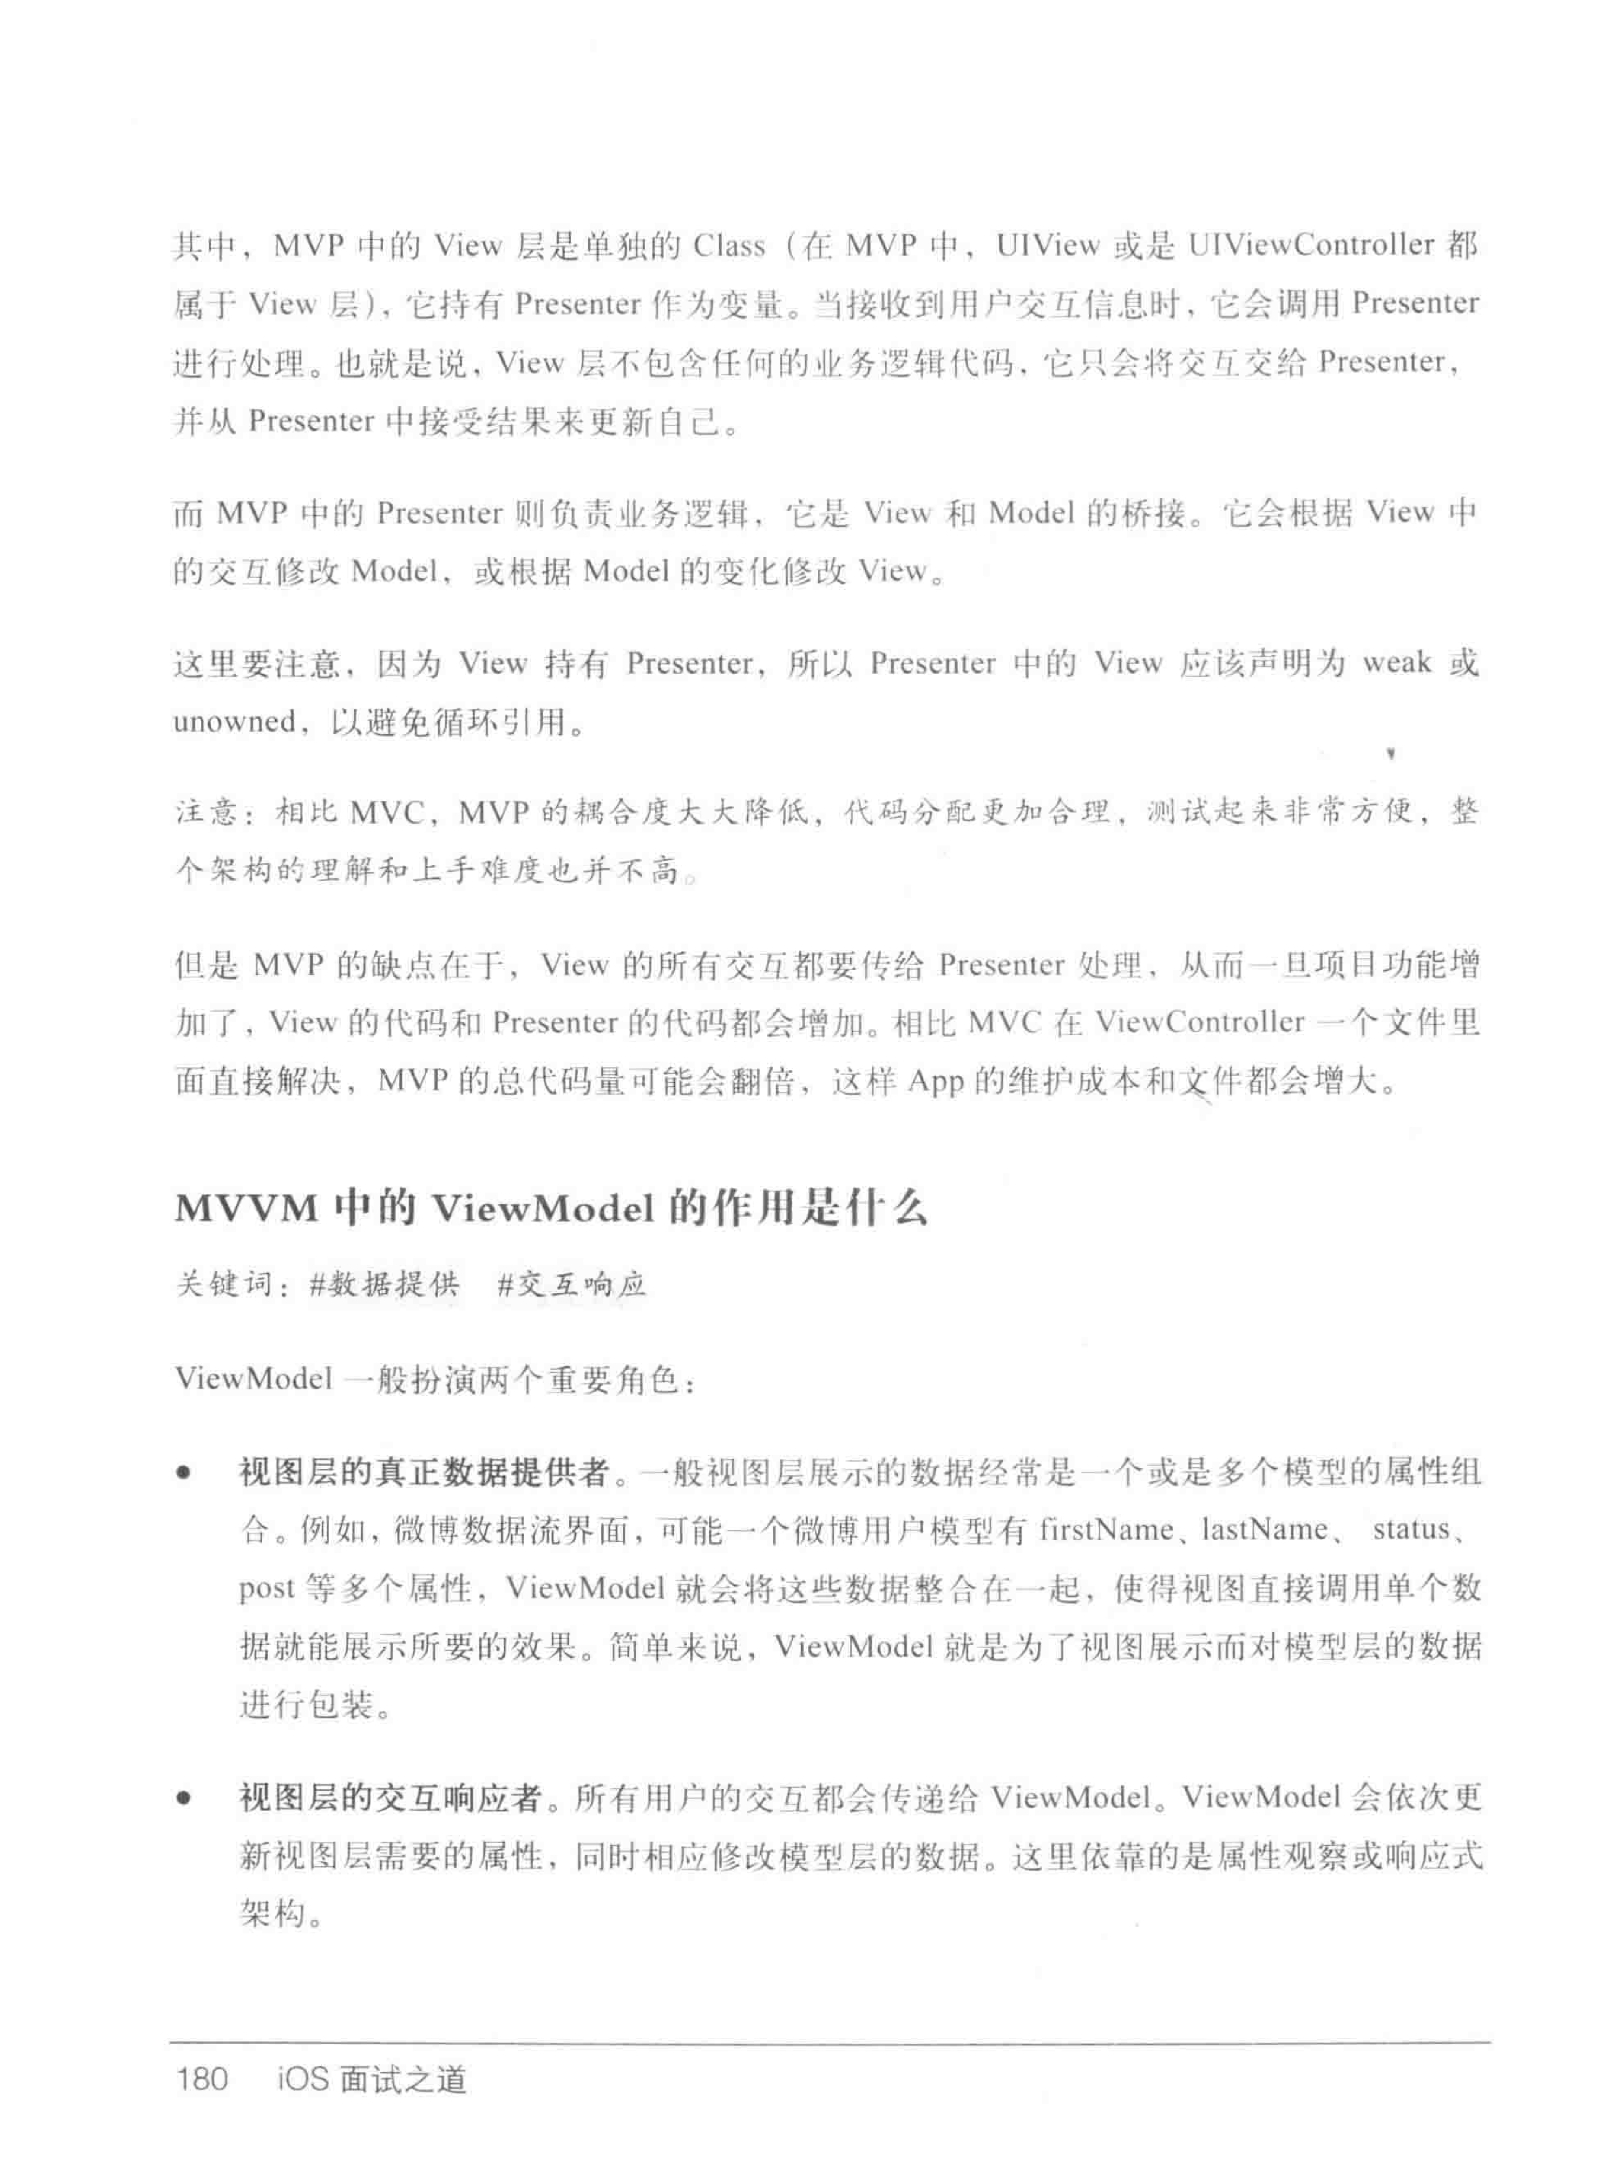 其中，MVP 中的 View 层是单独的 Class（在 MVP 中，UIView 或是 UIViewController 都
属于 View 层），它持有 Presenter 作为变量。当接收到用户交互信息时，它会调用 Presenter
进行处理。也就是说，View 层不包含任何的业务逻辑代码，它只会将交互交给 Presenter，
并从 Presenter 中接受结果来更新自己。
而 MVP 中的 Presenter 则负责业务逻辑，它是 View 和 Model 的桥接。它会根据 View 中
的交互修改 Model，或根据 Model 的变化修改 View。
这里要注意，因为 View 持有 Presenter，所以 Presenter 中的 View 应该声明为 weak 或
unowned，以避免循环引用。
注意：相比 MVC，MVP 的耦合度大大降低，代码分配更加合理，测试起来非常方便，整
个架构的理解和上手难度也并不高。
但是 MVP 的缺点在于，View 的所有交互都要传给 Presenter 处理，从而一旦项目功能增
加了，View 的代码和 Presenter 的代码都会增加。相比 MVC 在 ViewController 一个文件里
面直接解决，MVP 的总代码量可能会翻倍，这样 App 的维护成本和文件都会增大。
MVVM 中的 ViewModel 的作用是什么
关键词：#数据提供 #交互响应
ViewModel 一般扮演两个重要角色：
● 视图层的真正数据提供者。一般视图层展示的数据经常是一个或是多个模型的属性组
合。例如，微博数据流界面，可能一个微博用户模型有 firstName、lastName、 status、
post 等多个属性，ViewModel 就会将这些数据整合在一起，使得视图直接调用单个数
据就能展示所要的效果。简单来说，ViewModel 就是为了视图展示而对模型层的数据
进行包装。
● 视图层的交互响应者。所有用户的交互都会传递给 ViewModel。ViewModel 会依次更
新视图层需要的属性，同时相应修改模型层的数据。这里依靠的是属性观察或响应式
架构。
180 iOS 面试之道